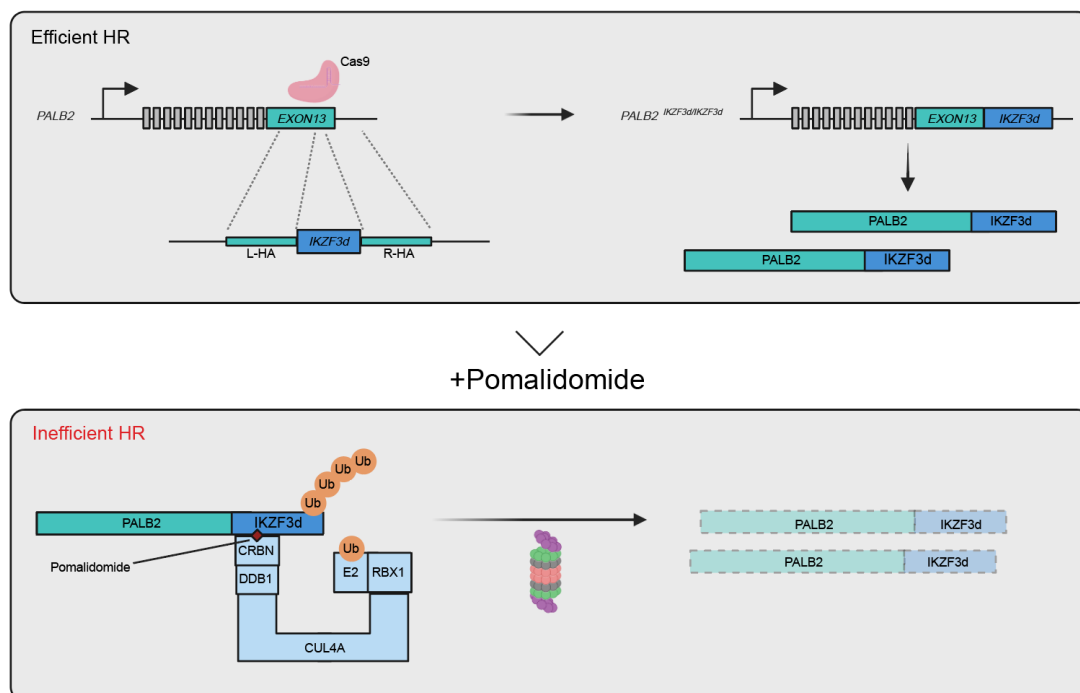 Efficient HR
Cas9
PALB2
EXON13
PALB2 IKZF3d/IKZF3d
EXON13
IKZF3d
IKZF3d
L-HA
R-HA
PALB2
IKZF3d
PALB2
IKZF3d
+Pomalidomide
Inefficient HR
Ub
Ub
Ub
Ub
PALB2
IKZF3d
Pomalidomide
CRBN
DDB1
Ub
E2
RBX1
CUL4A
PALB2
IKZF3d
PALB2
IKZF3d